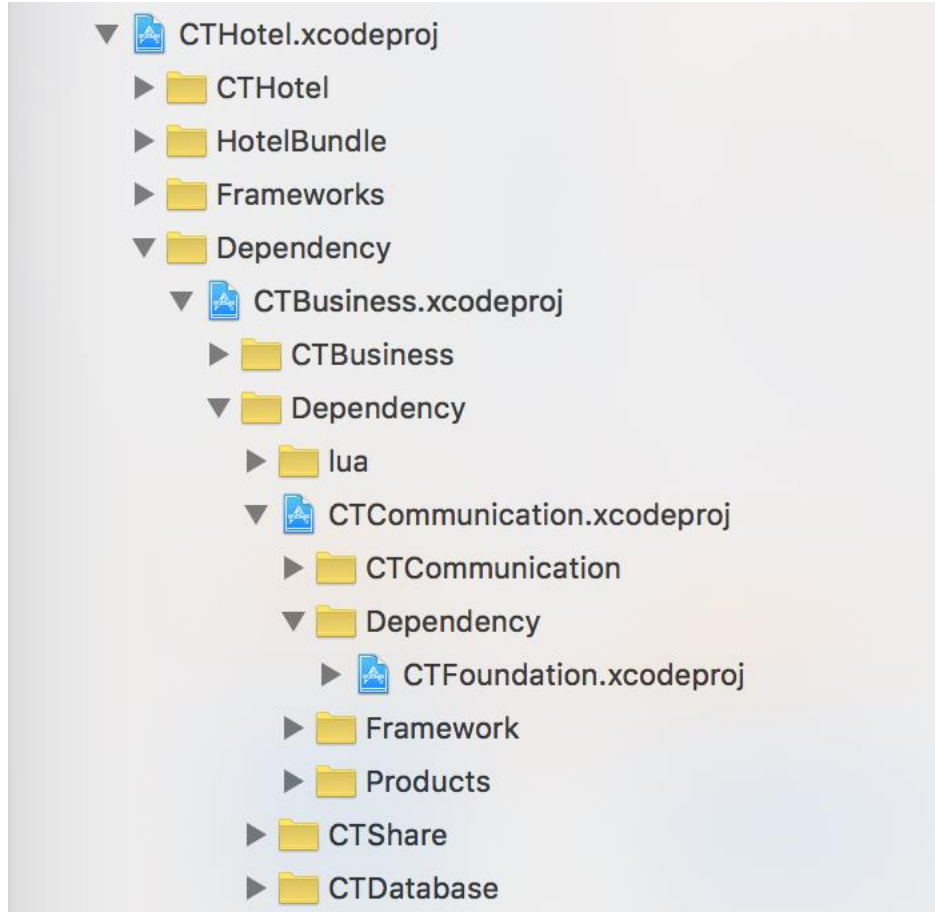 CTHotel.xcodeproj
CTHotel
HotelBundle
Frameworks
Dependency
CTBusiness.xcodeproj
CTBusiness
Dependency
lua
CTCommunication.xcodeproj
CTCommunication
Dependency
CTFoundation.xcodeproj
Framework
Products
CTShare
CTDatabase